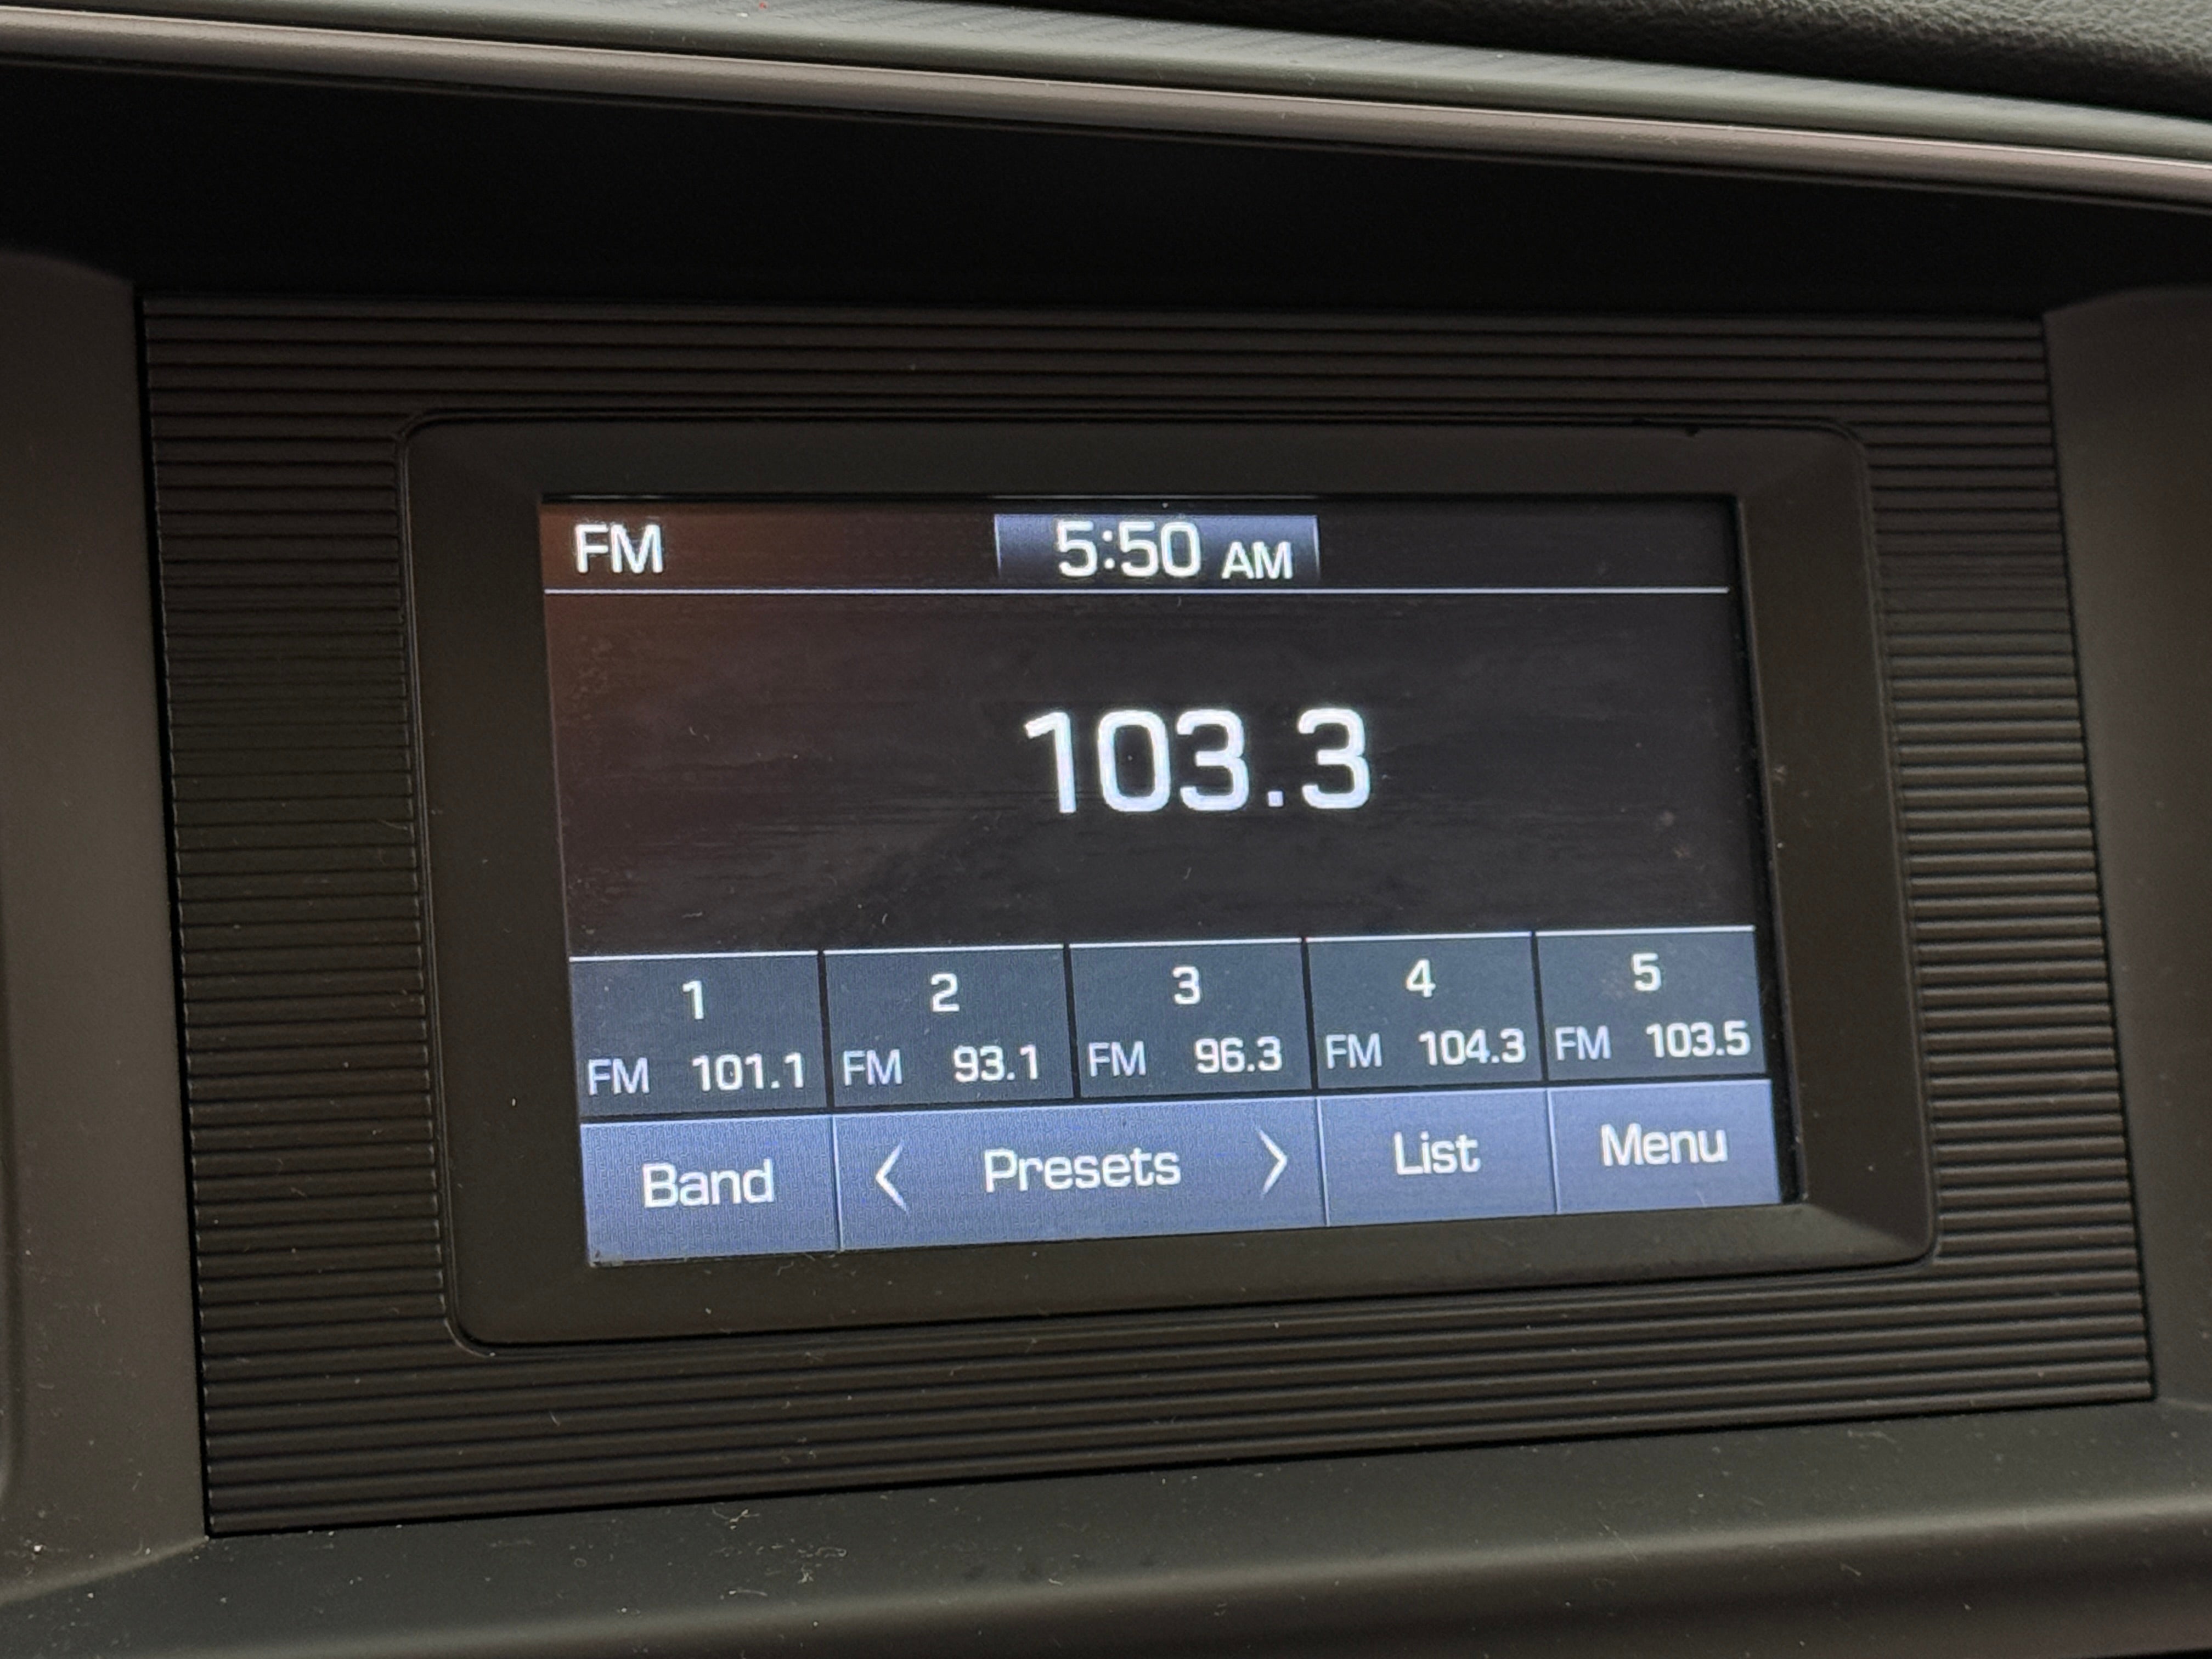 FM 5:50 AM
103.3
1 2 3 4 5
FM 101.1 FM 93.1 FM 96.3 FM 104.3 FM 103.5
Band < Presets > List Menu